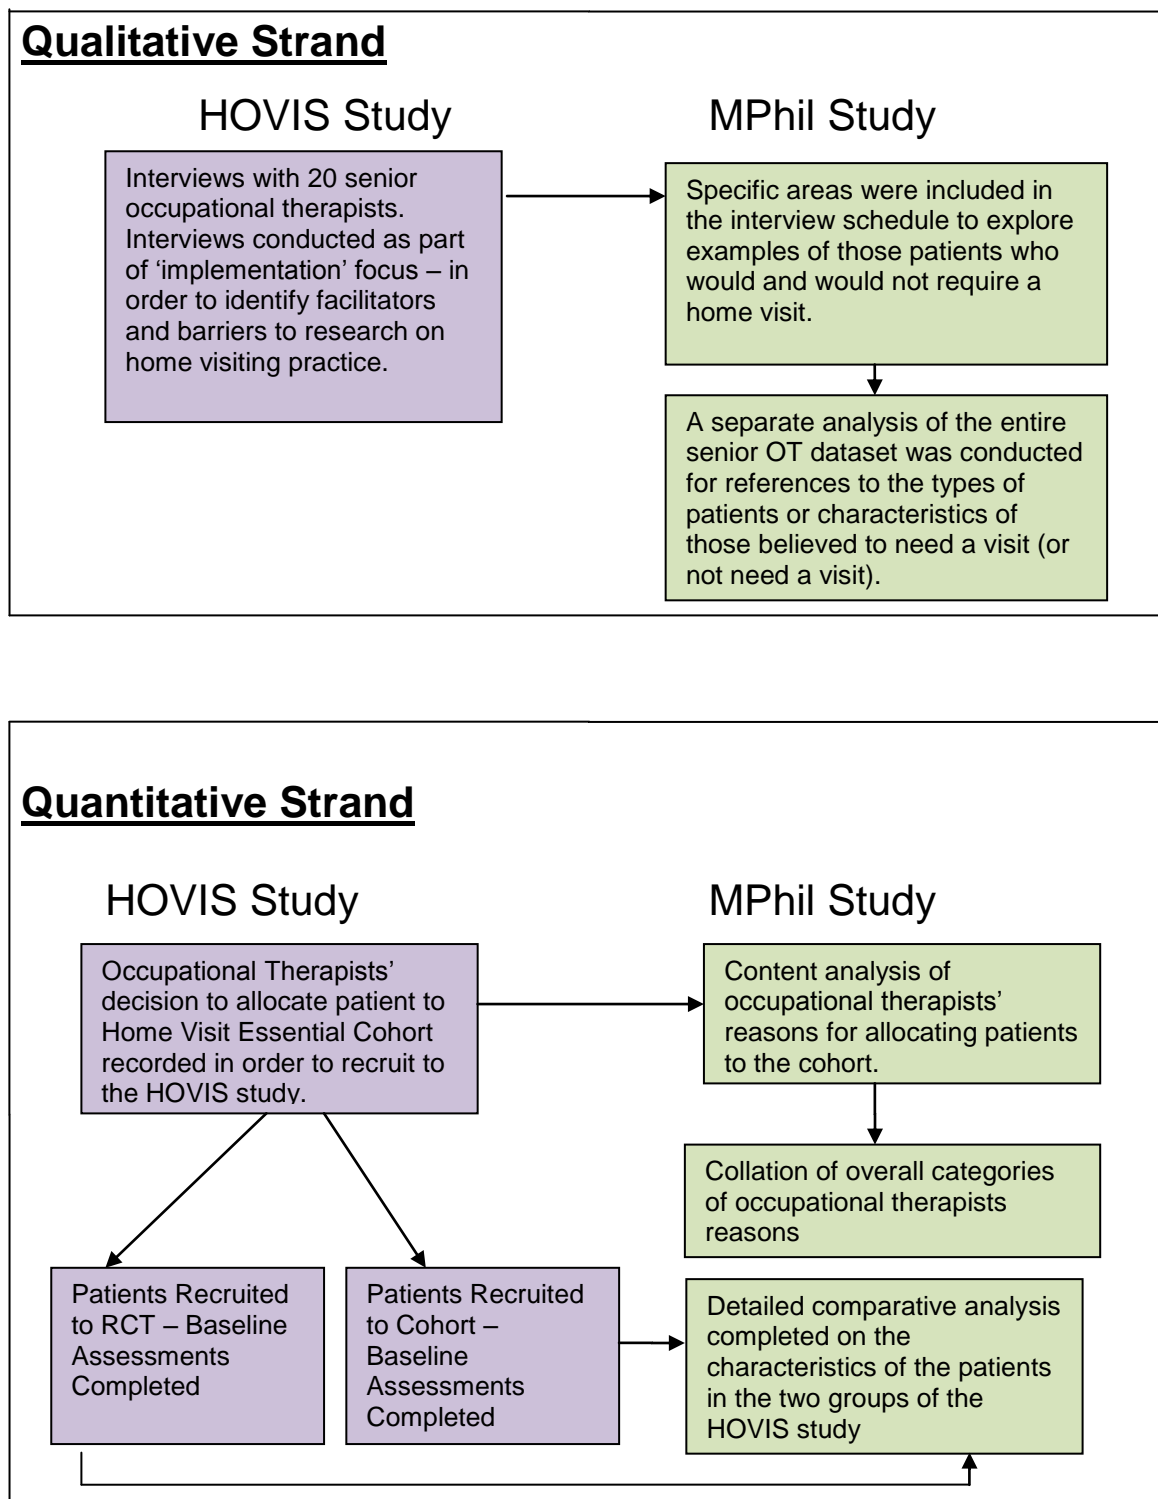 Qualitative Strand
HOVIS Study
MPhil Study
Interviews with 20 senior
occupational therapists.
Interviews conducted as part
of ‘implementation’ focus – in
order to identify facilitators
and barriers to research on
home visiting practice.
Specific areas were included in
the interview schedule to explore
examples of those patients who
would and would not require a
home visit.
A separate analysis of the entire
senior OT dataset was conducted
for references to the types of
patients or characteristics of
those believed to need a visit (or
not need a visit).
Quantitative Strand
HOVIS Study
MPhil Study
Occupational Therapists’
decision to allocate patient to
Home Visit Essential Cohort
recorded in order to recruit to
the HOVIS study.
Content analysis of
occupational therapists’
reasons for allocating patients
to the cohort.
Collation of overall categories
of occupational therapists
reasons
Patients Recruited
to RCT – Baseline
Assessments
Completed
Patients Recruited
to Cohort –
Baseline
Assessments
Completed
Detailed comparative analysis
completed on the
characteristics of the patients
in the two groups of the
HOVIS study